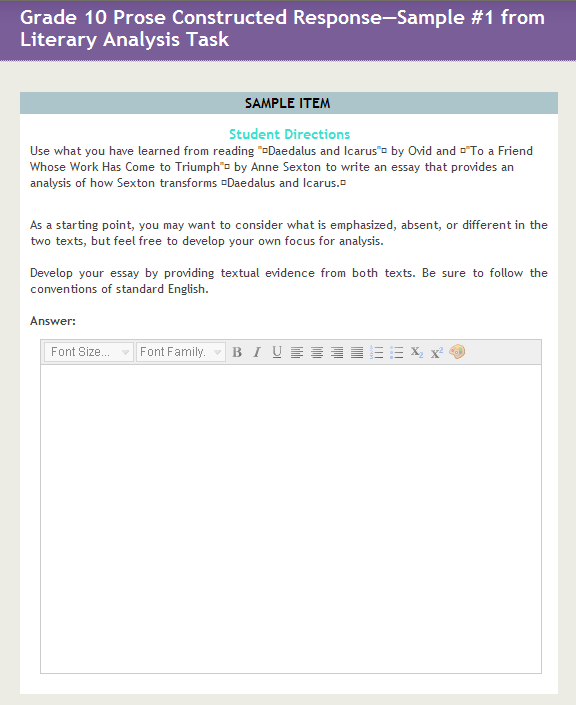 Grade 10 Prose Constructed Response—Sample #1 from
Literary Analysis Task
SAMPLE ITEM
Student Directions
Use what you have learned from reading "▫Daedalus and Icarus"▫ by Ovid and ▫"To a Friend
Whose Work Has Come to Triumph"▫ by Anne Sexton to write an essay that provides an
analysis of how Sexton transforms ▫Daedalus and Icarus.▫
As a starting point, you may want to consider what is emphasized, absent, or different in the
two texts, but feel free to develop your own focus for analysis.
Develop your essay by providing textual evidence from both texts. Be sure to follow the
conventions of standard English.
Answer:
Font Size... Font Family. B I U X₂ X²